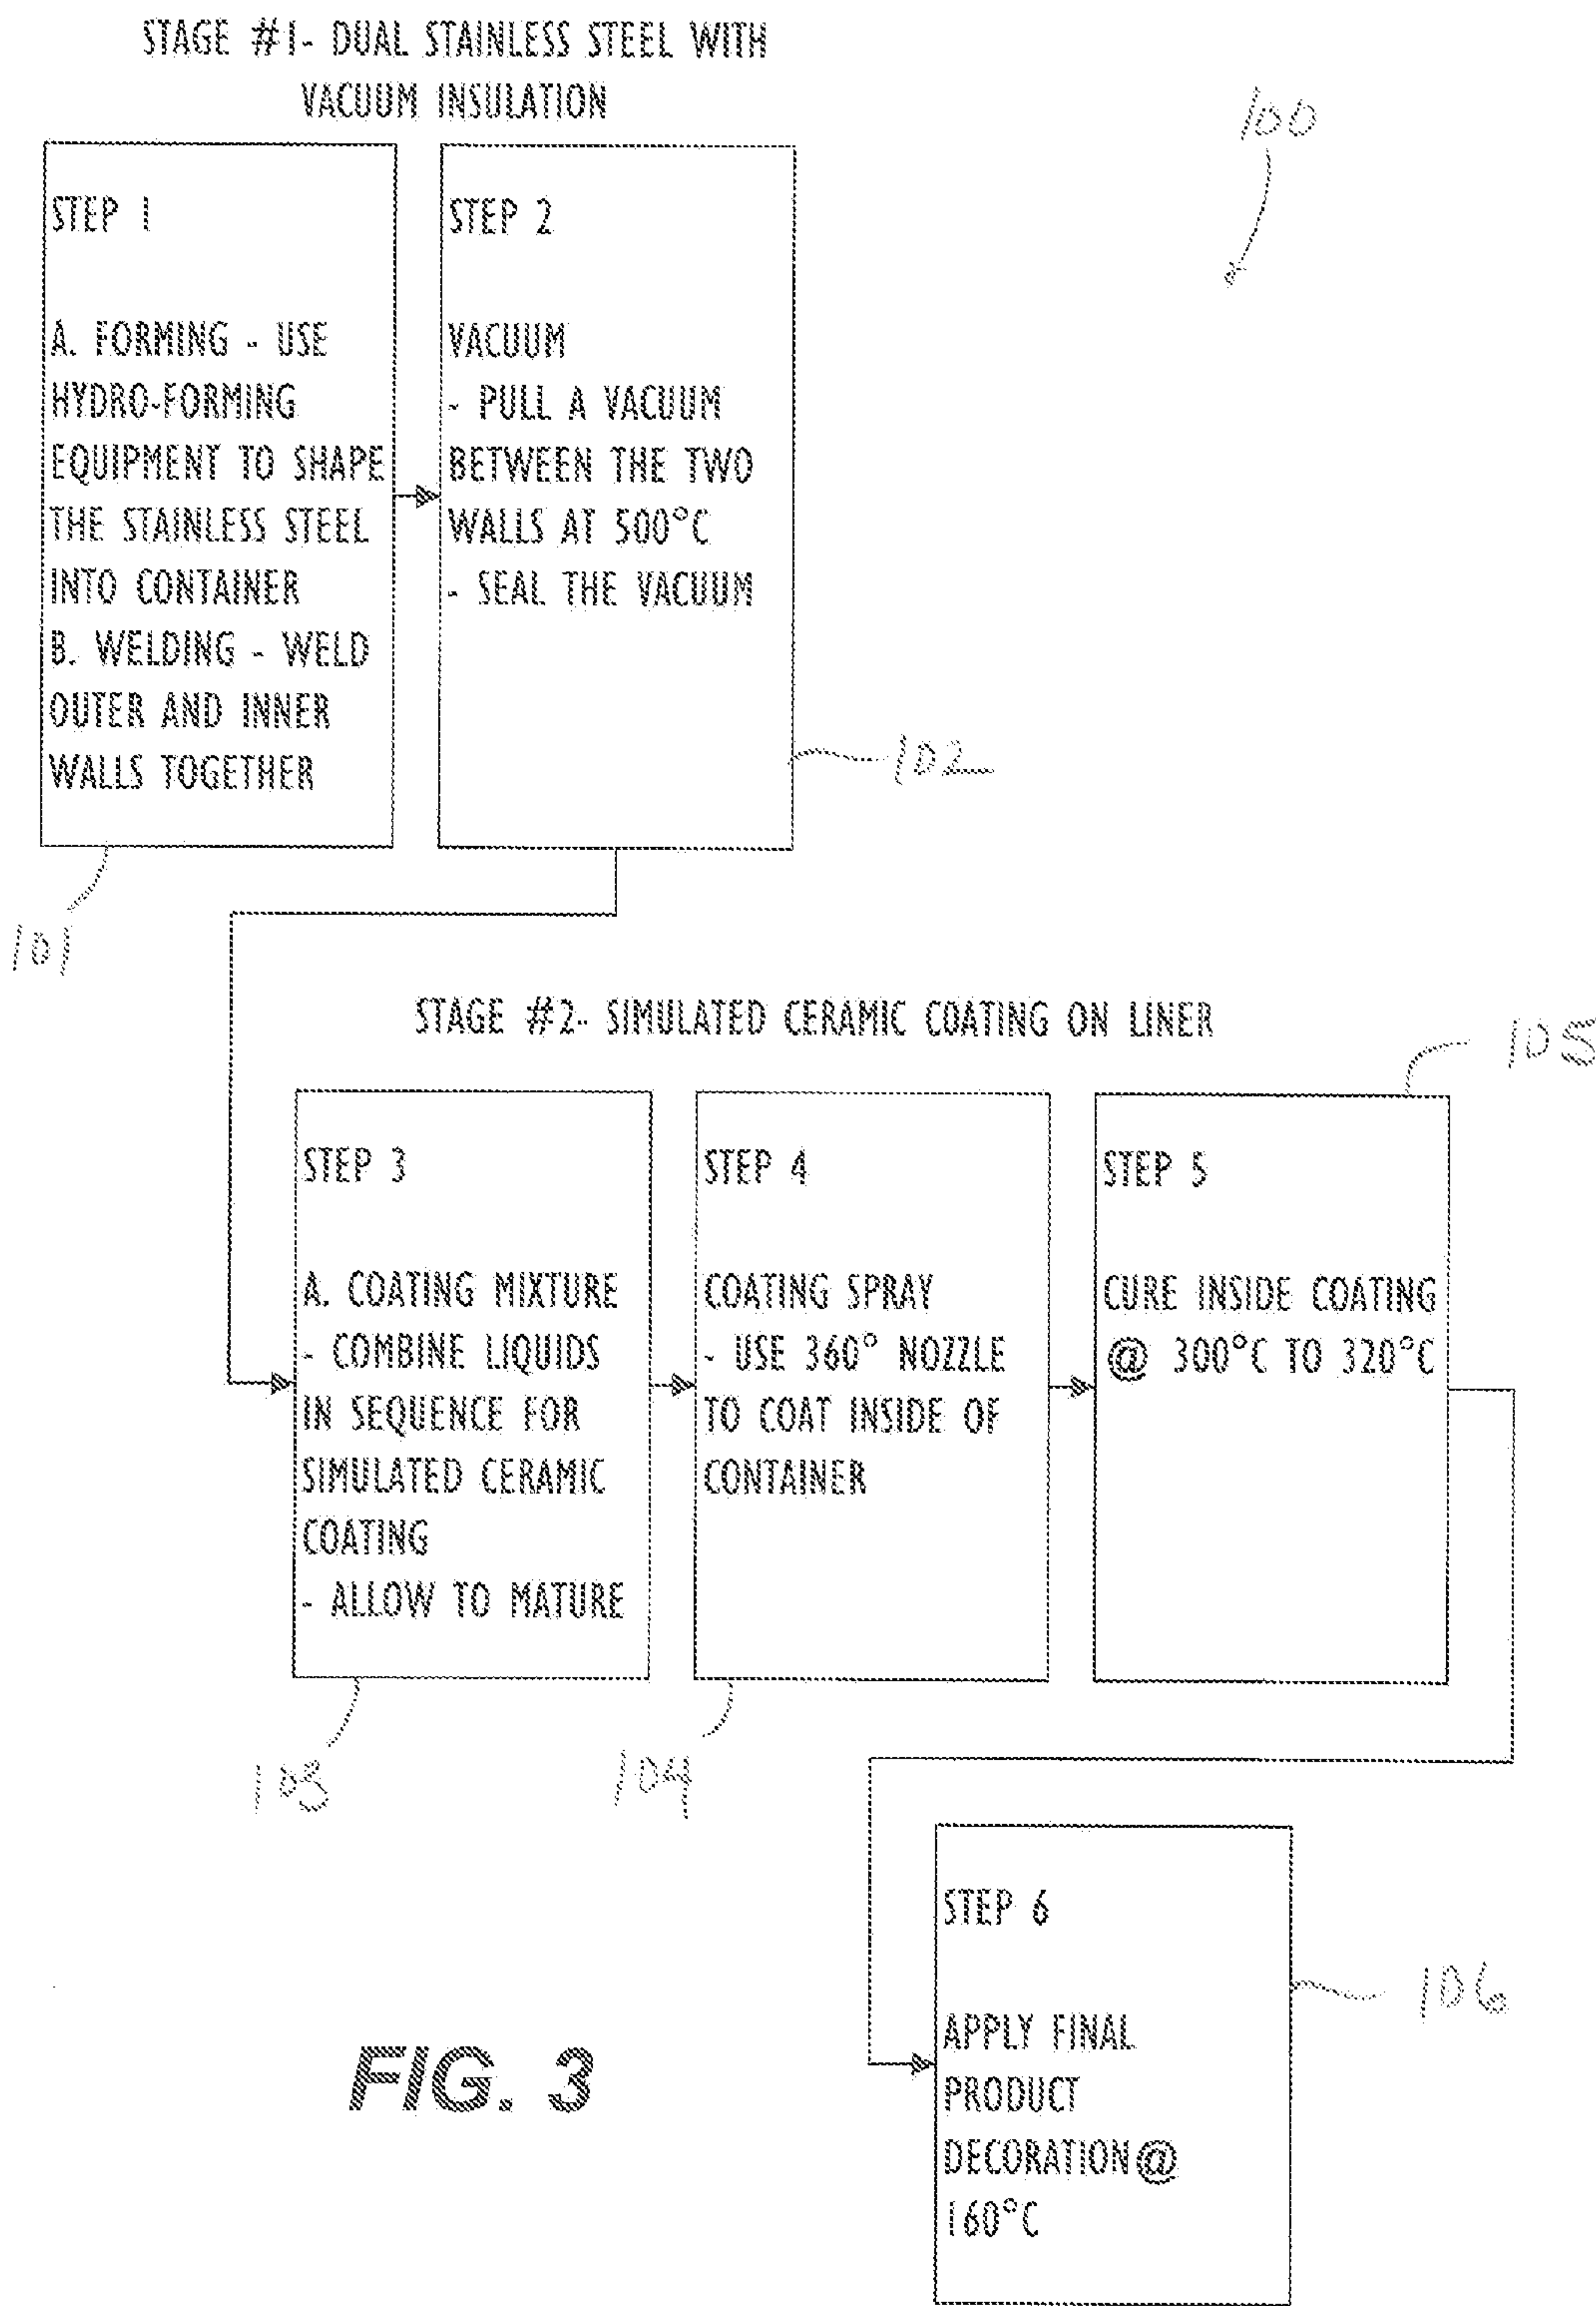 STAGE #1- DUAL STAINLESS STEEL WITH
VACUUM INSULATION
100
STEP 1
A. FORMING - USE
HYDRO-FORMING
EQUIPMENT TO SHAPE
THE STAINLESS STEEL
INTO CONTAINER
B. WELDING - WELD
OUTER AND INNER
WALLS TOGETHER
101
STEP 2
VACUUM
- PULL A VACUUM
BETWEEN THE TWO
WALLS AT 500°C
- SEAL THE VACUUM
102
STAGE #2- SIMULATED CERAMIC COATING ON LINER
STEP 3
A. COATING MIXTURE
- COMBINE LIQUIDS
IN SEQUENCE FOR
SIMULATED CERAMIC
COATING
- ALLOW TO MATURE
103
STEP 4
COATING SPRAY
- USE 360° NOZZLE
TO COAT INSIDE OF
CONTAINER
104
STEP 5
CURE INSIDE COATING
@ 300°C TO 320°C
105
STEP 6
APPLY FINAL
PRODUCT
DECORATION@
160°C
106
FIG. 3